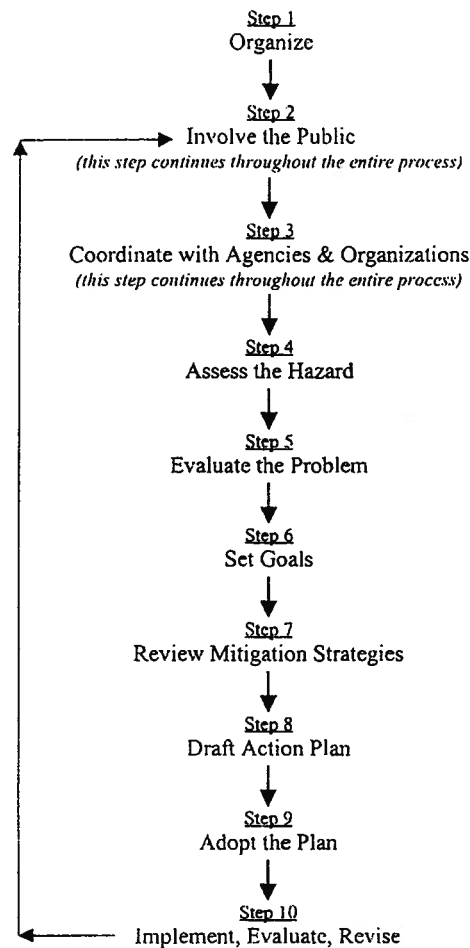 Step 1
Organize
Step 2
Involve the Public
(this step continues throughout the entire process)
Step 3
Coordinate with Agencies & Organizations
(this step continues throughout the entire process)
Step 4
Assess the Hazard
Step 5
Evaluate the Problem
Step 6
Set Goals
Step 7
Review Mitigation Strategies
Step 8
Draft Action Plan
Step 9
Adopt the Plan
Step 10
Implement, Evaluate, Revise